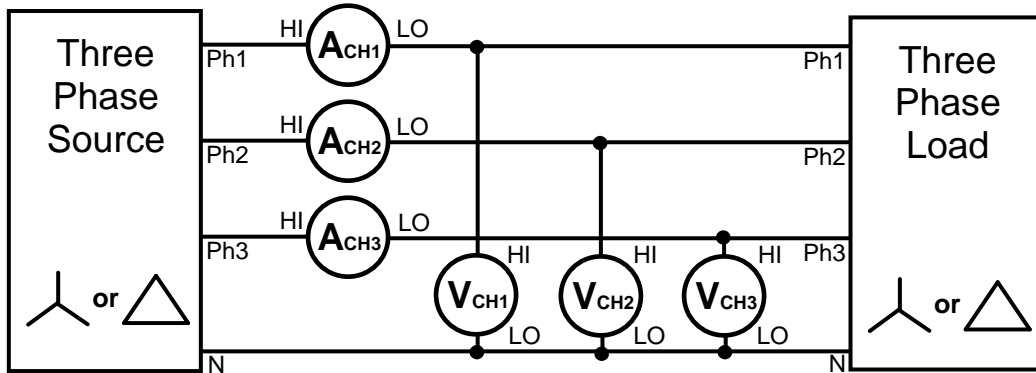 Three
Phase
Source
or
Ph1
Ph2
Ph3
N
HI ACH1 LO
HI ACH2 LO
HI ACH3 LO
HI VCH1 LO
HI VCH2 LO
HI VCH3 LO
Ph1
Ph2
Ph3
N
Three
Phase
Load
or